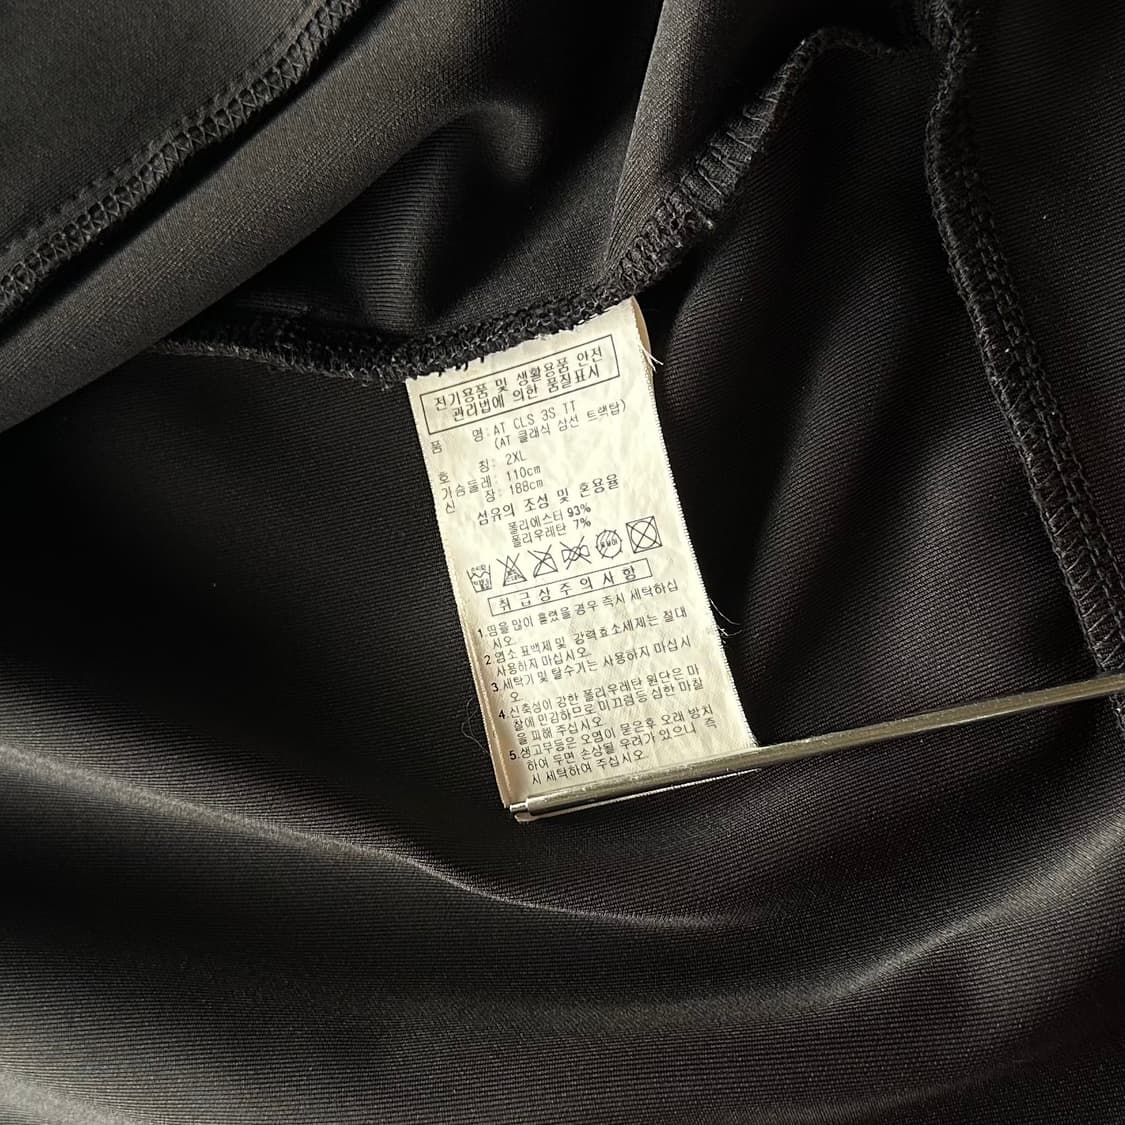 전기용품 및 생활용품 안전
관리법에 의한 품질표시
품 명: AT CLS 3S TT
(AT 클래식 삼선 트랙탑)
호 칭: 2XL
가슴둘레: 110cm
신 장: 188cm
섬유의 조성 및 혼용율
폴리에스터 93%
폴리우레탄 7%
취급상주의사항
1.땀을 많이 흘렸을 경우 즉시 세탁하십
시오.
2.염소 표백제 및 강력효소세제는 절대
사용하지 마십시오.
3.세탁기 및 탈수기는 사용하지 마십시
오.
4.신축성이 강한 폴리우레탄 원단은 마
찰에 민감하므로 미끄럼등 심한 마찰
을 피해 주십시오.
5.생고무등은 오염이 묻은후 오래 방치
하여 두면 손상될 우려가 있으니 즉
시 세탁하여 주십시오.